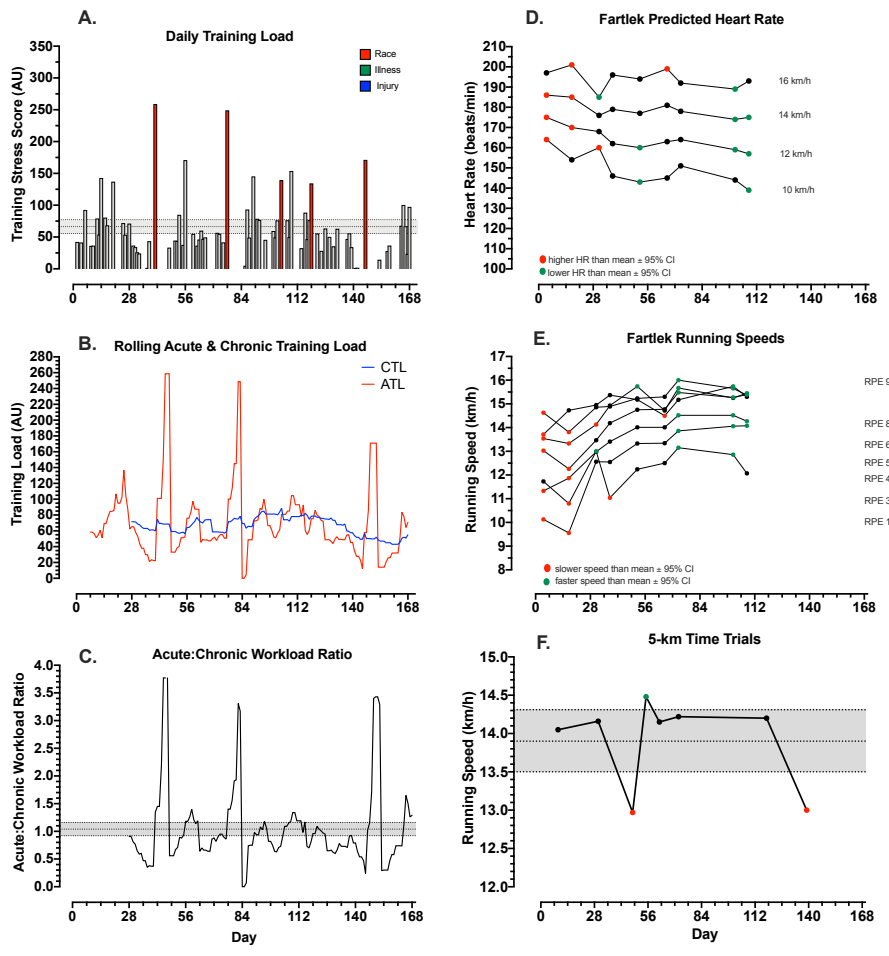 A.
Daily Training Load
Training Stress Score (AU)
350
300
250
200
150
100
50
0
Race
Illness
Injury
0 28 56 84 112 140 168
B.
Rolling Acute & Chronic Training Load
Training Load (AU)
280
260
240
220
200
180
160
140
120
100
80
60
40
20
0
CTL
ATL
0 28 56 84 112 140 168
C.
Acute:Chronic Workload Ratio
Acute:Chronic Workload Ratio
4.0
3.5
3.0
2.5
2.0
1.5
1.0
0.5
0.0
0 28 56 84 112 140 168
Day
D.
Fartlek Predicted Heart Rate
Heart Rate (beats/min)
210
200
190
180
170
160
150
140
130
120
110
100
16 km/h
14 km/h
12 km/h
10 km/h
higher HR than mean ± 95% CI
lower HR than mean ± 95% CI
0 28 56 84 112 140 168
E.
Fartlek Running Speeds
Running Speed (km/h)
17
16
15
14
13
12
11
10
9
8
RPE 9
RPE 8
RPE 6
RPE 5
RPE 4
RPE 3
RPE 1
slower speed than mean ± 95% CI
faster speed than mean ± 95% CI
0 28 56 84 112 140 168
F.
5-km Time Trials
Running Speed (km/h)
15.0
14.5
14.0
13.5
13.0
12.5
12.0
0 28 56 84 112 140 168
Day